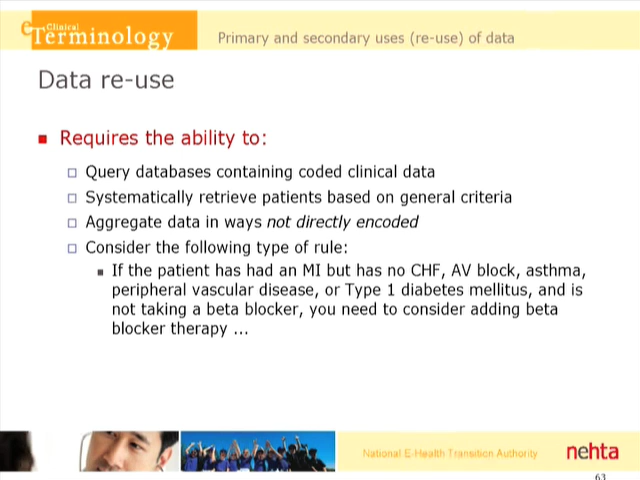 e-Clinical
Terminology
Primary and secondary uses (re-use) of data
Data re-use
Requires the ability to:
Query databases containing coded clinical data
Systematically retrieve patients based on general criteria
Aggregate data in ways not directly encoded
Consider the following type of rule:
If the patient has had an MI but has no CHF, AV block, asthma,
peripheral vascular disease, or Type 1 diabetes mellitus, and is
not taking a beta blocker, you need to consider adding beta
blocker therapy ...
National E-Health Transition Authority
nehta
63